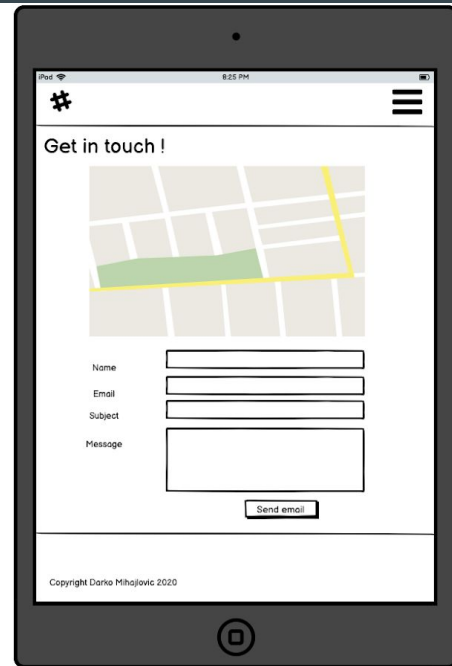 iPad 8:25 PM
#
Get in touch !
Name
Email
Subject
Message
Send email
Copyright Darko Mihajlovic 2020